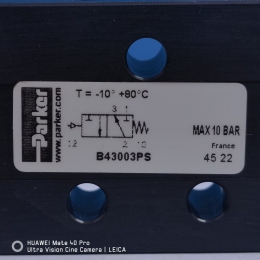 Parker
www.parker.com
T = -10° +80°C
3 1
12 2 10
B43003PS
MAX 10 BAR
France
45 22
HUAWEI Mate 40 Pro
Ultra Vision Cine Camera | LEICA